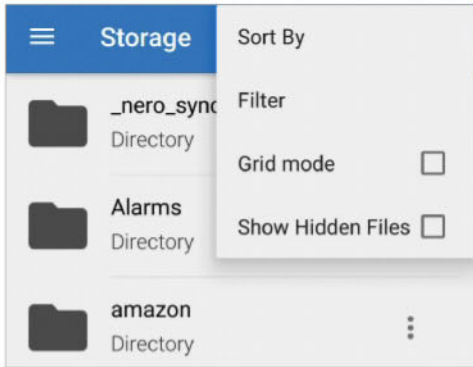 Storage
Sort By
Filter
Grid mode
Show Hidden Files
_nero_sync
Directory
Alarms
Directory
amazon
Directory